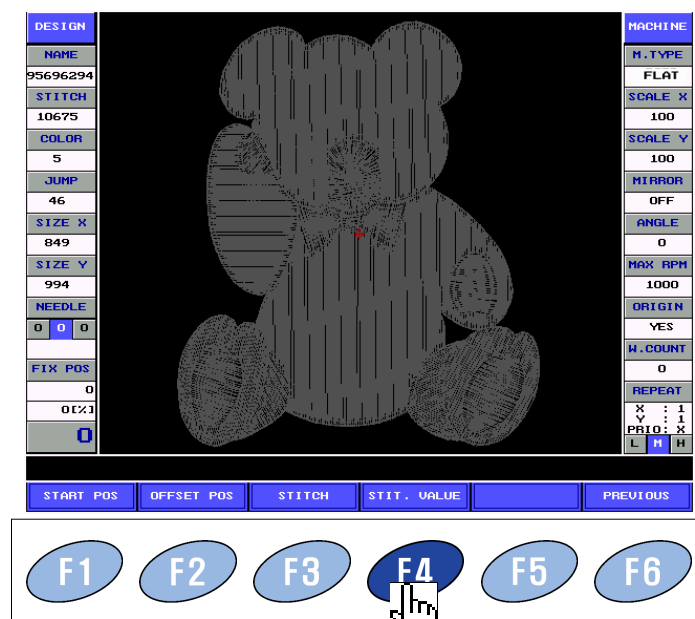 DESIGN
NAME
95696294
STITCH
10675
COLOR
5
JUMP
46
SIZE X
849
SIZE Y
994
NEEDLE
0 0 0
FIX POS
0
0[%]
0
MACHINE
M.TYPE
FLAT
SCALE X
100
SCALE Y
100
MIRROR
OFF
ANGLE
0
MAX RPM
1000
ORIGIN
YES
W.COUNT
0
REPEAT
X : 1
Y : 1
PRIO: X
L M H
START POS OFFSET POS STITCH STIT. VALUE PREVIOUS
F1 F2 F3 F4 F5 F6